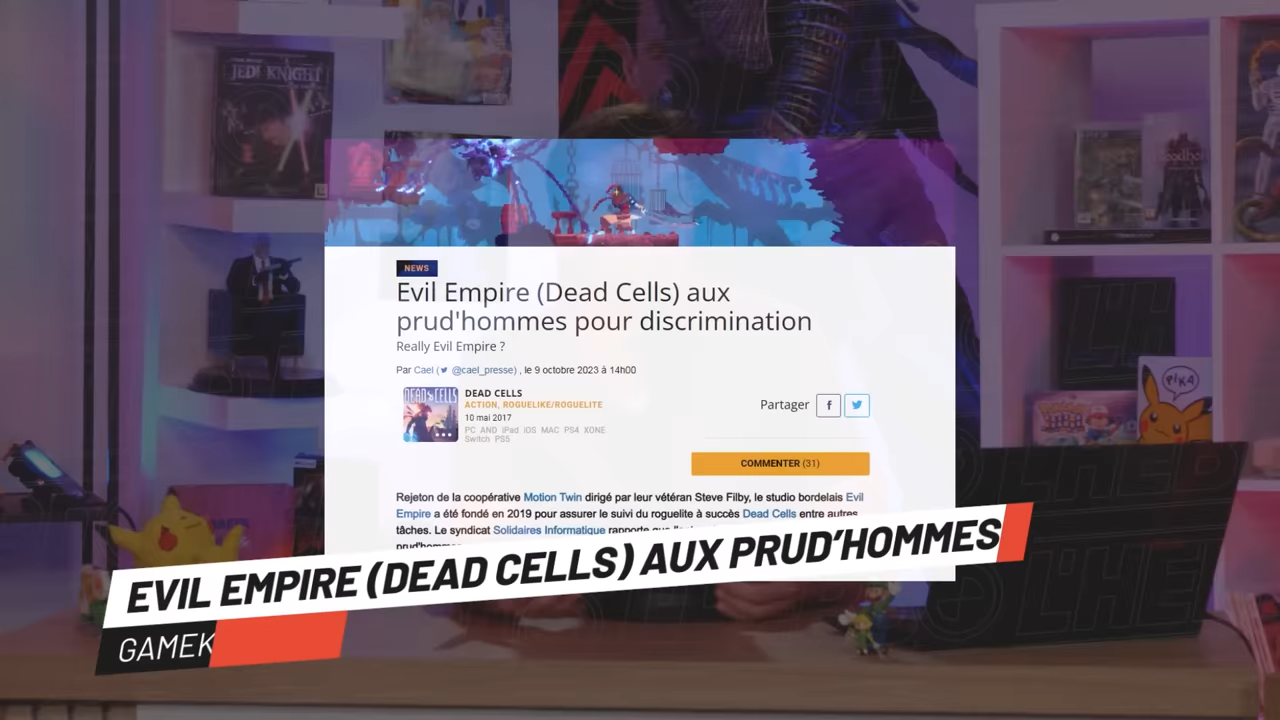 JEDI KNIGHT
NEWS
Evil Empire (Dead Cells) aux
prud'hommes pour discrimination
Really Evil Empire ?
Par Cael ( @cael_presse) , le 9 octobre 2023 à 14h00
DEAD CELLS
DEAD CELLS
ACTION, ROGUELIKE/ROGUELITE
10 mai 2017
PC AND iPad iOS MAC PS4 XONE
Switch PS5
Partager
COMMENTER (31)
PIKA
Rejeton de la coopérative Motion Twin dirigé par leur vétéran Steve Filby, le studio bordelais Evil
Empire a été fondé en 2019 pour assurer le suivi du roguelite à succès Dead Cells entre autres
tâches. Le syndicat Solidaires Informatique rapporte que
EVIL EMPIRE (DEAD CELLS) AUX PRUD'HOMMES
GAMEK